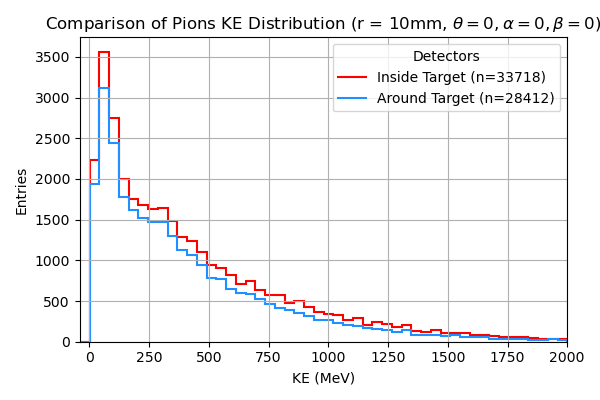 Comparison of Pions KE Distribution (r = 10mm, θ = 0, α = 0, β = 0)
Detectors
Inside Target (n=33718)
Around Target (n=28412)
Entries
3500
3000
2500
2000
1500
1000
500
0
0 250 500 750 1000 1250 1500 1750 2000
KE (MeV)